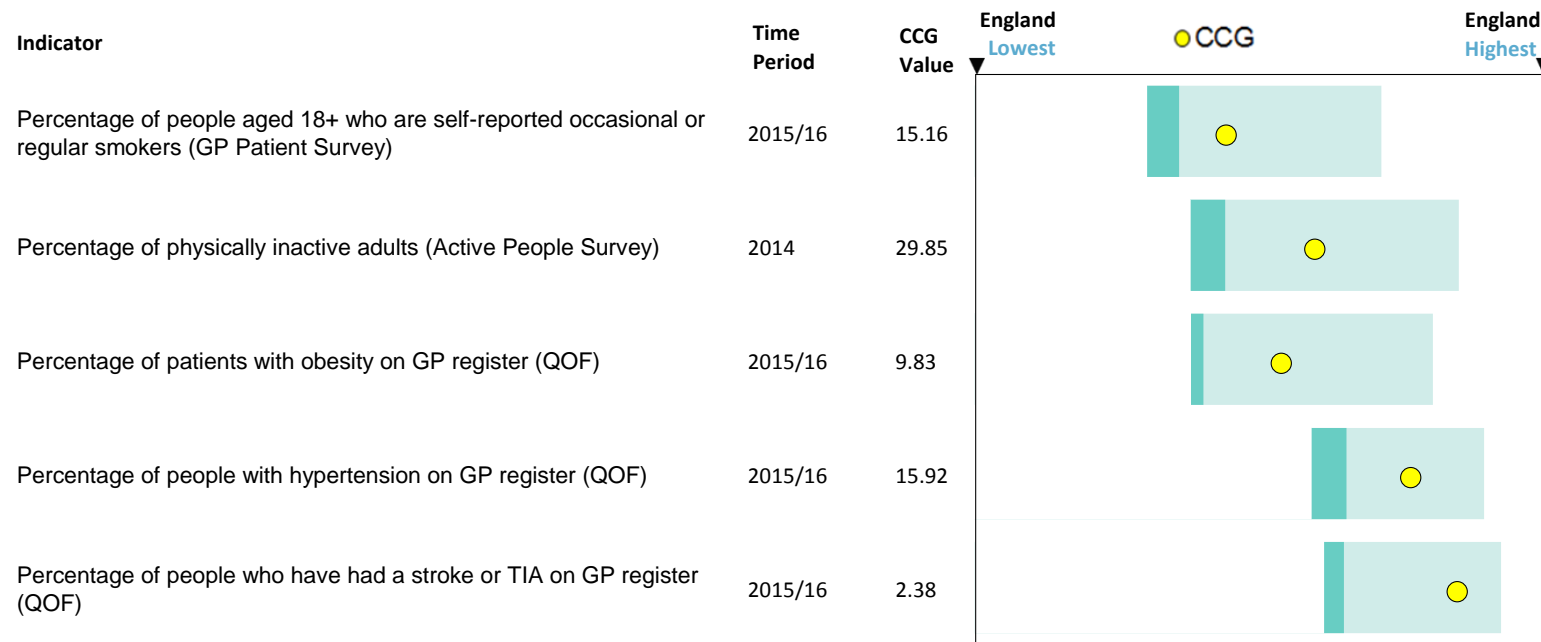 Indicator
Time
Period
CCG
Value
England
Lowest
CCG
England
Highest
Percentage of people aged 18+ who are self-reported occasional or
regular smokers (GP Patient Survey)
2015/16
15.16
Percentage of physically inactive adults (Active People Survey)
2014
29.85
Percentage of patients with obesity on GP register (QOF)
2015/16
9.83
Percentage of people with hypertension on GP register (QOF)
2015/16
15.92
Percentage of people who have had a stroke or TIA on GP register
(QOF)
2015/16
2.38